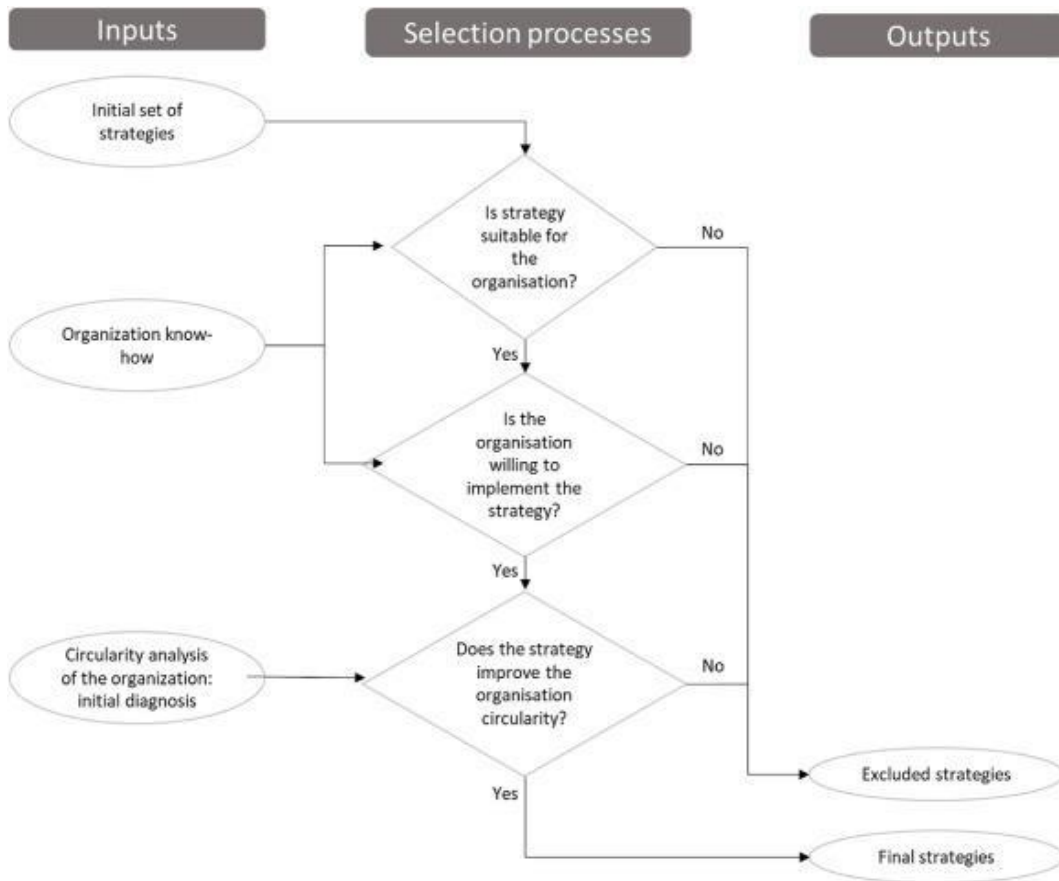 Inputs
Selection processes
Outputs
Initial set of
strategies
Is strategy
suitable for
the
organisation?
No
Organization know-
how
Yes
Is the
organisation
willing to
implement the
strategy?
No
Yes
Circularity analysis
of the organization:
initial diagnosis
Does the strategy
improve the
organisation
circularity?
No
Yes
Excluded strategies
Final strategies